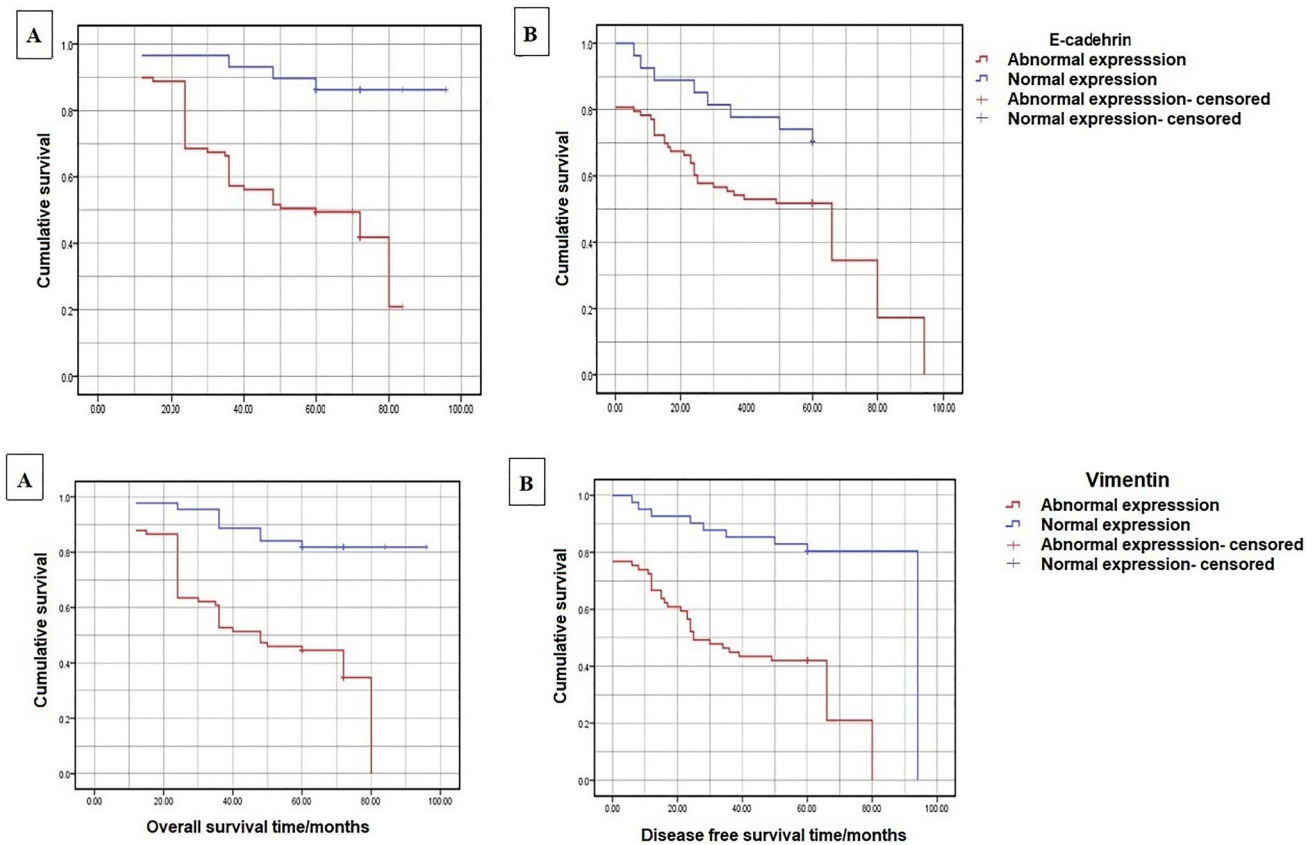 A
B
E-cadehrin
Abnormal expresssion
Normal expression
Abnormal expresssion- censored
Normal expression- censored
Cumulative survival
1.0
0.8
0.6
0.4
0.2
0.0
0.00 20.00 40.00 60.00 80.00 100.00
Cumulative survival
1.0
0.8
0.6
0.4
0.2
0.0
0.00 20.00 4000 60.00 80.00 100.00
A
B
Vimentin
Abnormal expresssion
Normal expression
Abnormal expresssion- censored
Normal expression- censored
Cumulative survival
1.0
0.8
0.6
0.4
0.2
0.0
0.00 20.00 40.00 60.00 80.00 100.00
Overall survival time/months
Cumulative survival
1.0
0.8
0.6
0.4
0.2
0.0
0.00 20.00 40.00 60.00 80.00 100.00
Disease free survival time/months